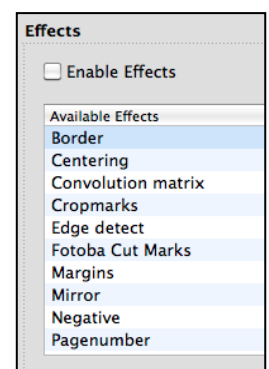 Effects
Enable Effects
Available Effects
Border
Centering
Convolution matrix
Cropmarks
Edge detect
Fotoba Cut Marks
Margins
Mirror
Negative
Pagenumber